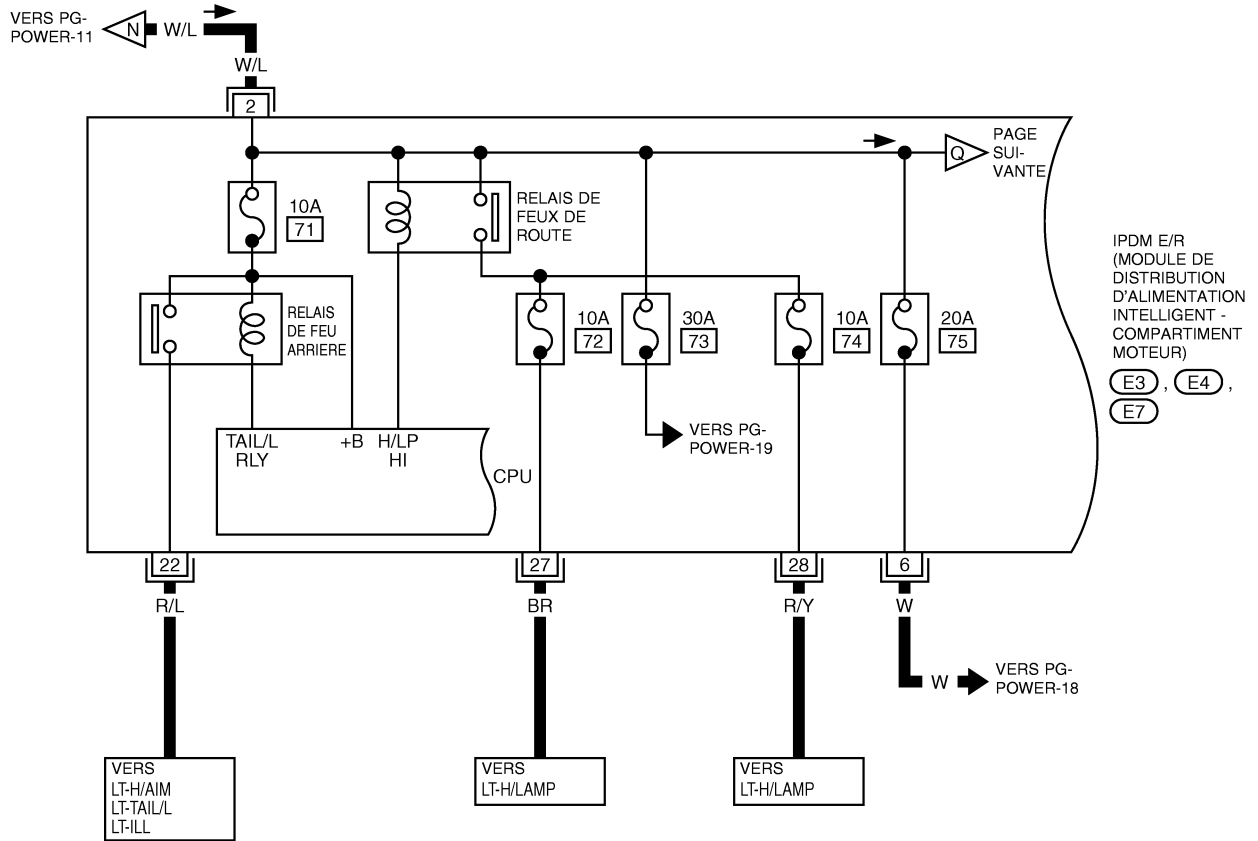 VERS PG-
POWER-11
N
W/L
W/L
2
Q
PAGE
SUI-
VANTE
10A
71
RELAIS DE
FEUX DE
ROUTE
IPDM E/R
(MODULE DE
DISTRIBUTION
D'ALIMENTATION
INTELLIGENT -
COMPARTIMENT
MOTEUR)
E3 , E4 ,
E7
RELAIS
DE FEU
ARRIERE
10A
72
30A
73
10A
74
20A
75
TAIL/L
RLY
+B
H/LP
HI
CPU
VERS PG-
POWER-19
22
27
28
6
R/L
BR
R/Y
W
W
VERS PG-
POWER-18
VERS
LT-H/AIM
LT-TAIL/L
LT-ILL
VERS
LT-H/LAMP
VERS
LT-H/LAMP